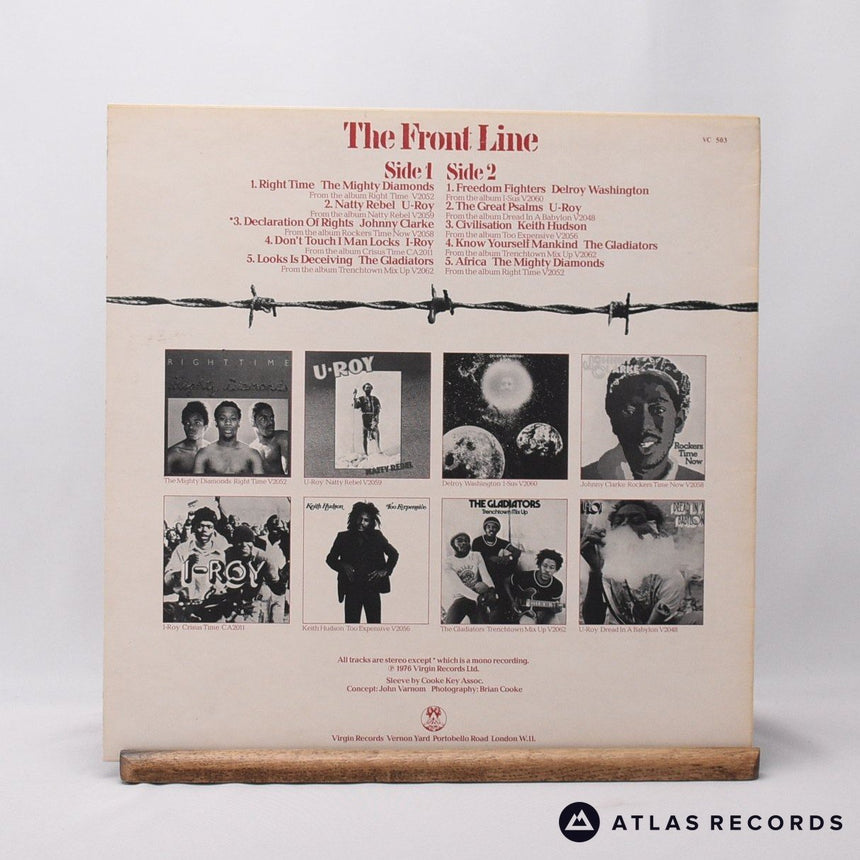 The Front Line
VC 503
Side 1
1. Right Time The Mighty Diamonds
From the album Right Time V2052
2. Natty Rebel U-Roy
From the album Natty Rebel V2059
*3. Declaration Of Rights Johnny Clarke
From the album Rockers Time Now V2058
4. Don't Touch I Man Locks I-Roy
From the album Crisus Time CA2011
5. Looks Is Deceiving The Gladiators
From the album Trenchtown Mix Up V2062
Side 2
1. Freedom Fighters Delroy Washington
From the album I-Sus V2060
2. The Great Psalms U-Roy
From the album Dread In A Babylon V2048
3. Civilisation Keith Hudson
From the album Too Expensive V2056
4. Know Yourself Mankind The Gladiators
From the album Trenchtown Mix Up V2062
5. Africa The Mighty Diamonds
From the album Right Time V2052
RIGHT TIME
Mighty Diamonds
The Mighty Diamonds Right Time V2052
U-ROY
NATTY REBEL
U-Roy Natty Rebel V2059
Delroy Washington I-Sus V2060
JOHNNY
CLARKE
Rockers
Time
Now
Johnny Clarke Rockers Time Now V2058
I-ROY
I-Roy Crisus Time CA2011
Keith Hudson Too Expensive
Keith Hudson Too Expensive V2056
THE GLADIATORS
Trenchtown Mix Up
The Gladiators Trenchtown Mix Up V2062
DREAD IN A
BABYLON
U-Roy Dread In A Babylon V2048
All tracks are stereo except * which is a mono recording.
℗ 1976 Virgin Records Ltd.
Sleeve by Cooke Key Assoc.
Concept: John Varnom Photography: Brian Cooke
Virgin Records Vernon Yard Portobello Road London W.11.
ATLAS RECORDS